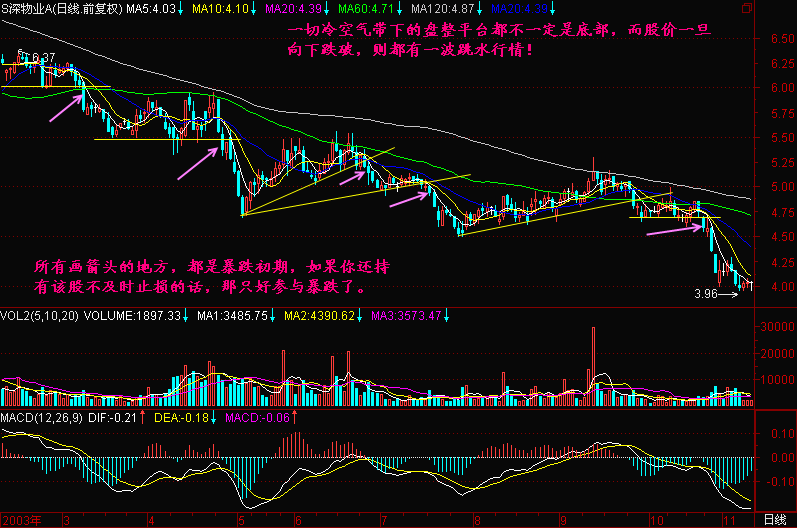 S深物业A(日线.前复权) MA5:4.03↓ MA10:4.10↓ MA20:4.39↓ MA60:4.71↓ MA120:4.87↓ MA20:4.39↓
一切冷空气带下的盘整平台都不一定是底部，而股价一旦
向下跌破，则都有一波跳水行情！
6.50
6.37
6.25
6.00
5.75
5.50
5.25
5.00
4.75
4.50
所有画箭头的地方，都是暴跌初期，如果你还持
有该股不及时止损的话，那只好参与暴跌了。
4.25
4.00
3.96
VOL2(5,10,20) VOLUME:1897.33↓ MA1:3485.75↓ MA2:4390.62↓ MA3:3573.47↓
30000
20000
10000
MACD(12,26,9) DIF:-0.21↑ DEA:-0.18↓ MACD:-0.06↑
0.10
0.00
-0.10
2003年 3 4 5 6 7 8 9 10 11 日线